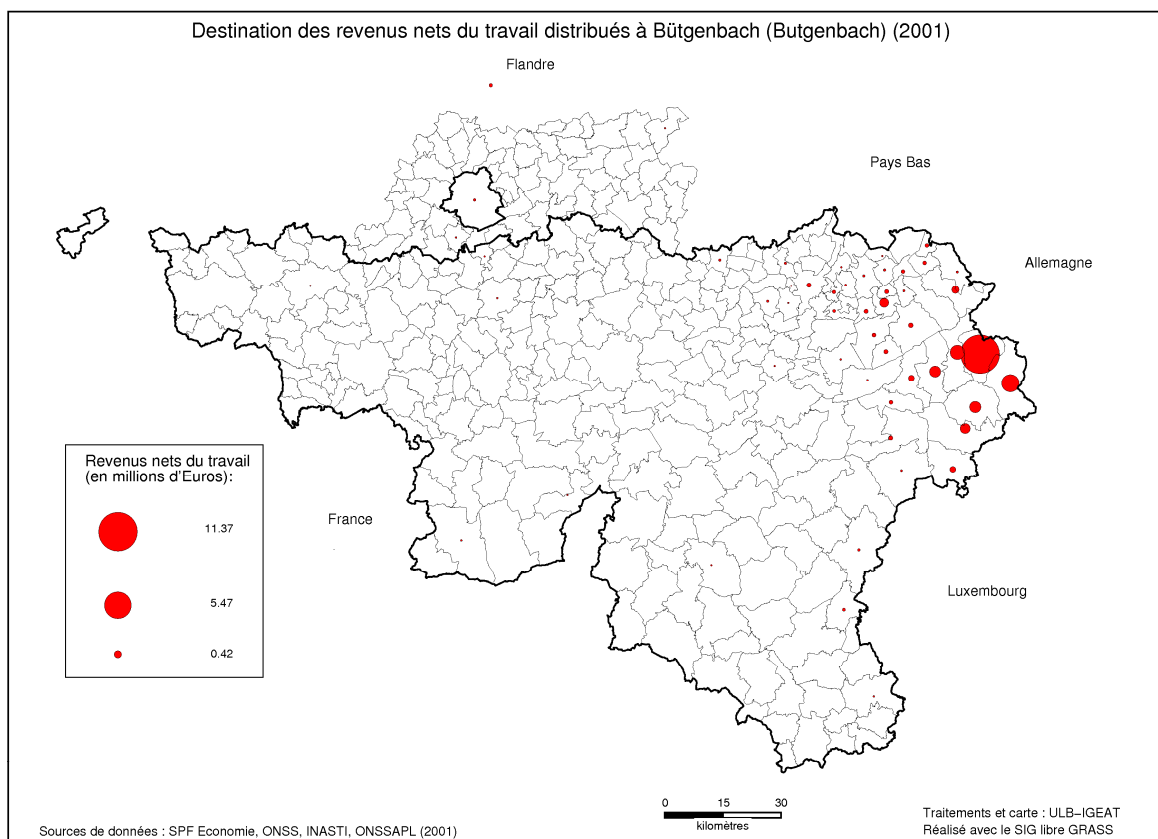 Destination des revenus nets du travail distribués à Bütgenbach (Butgenbach) (2001)
Flandre
Pays Bas
Allemagne
Revenus nets du travail
(en millions d'Euros):
11.37
5.47
0.42
France
Luxembourg
0 15 30
kilomètres
Sources de données : SPF Economie, ONSS, INASTI, ONSSAPL (2001)
Traitements et carte : ULB-IGEAT
Réalisé avec le SIG libre GRASS